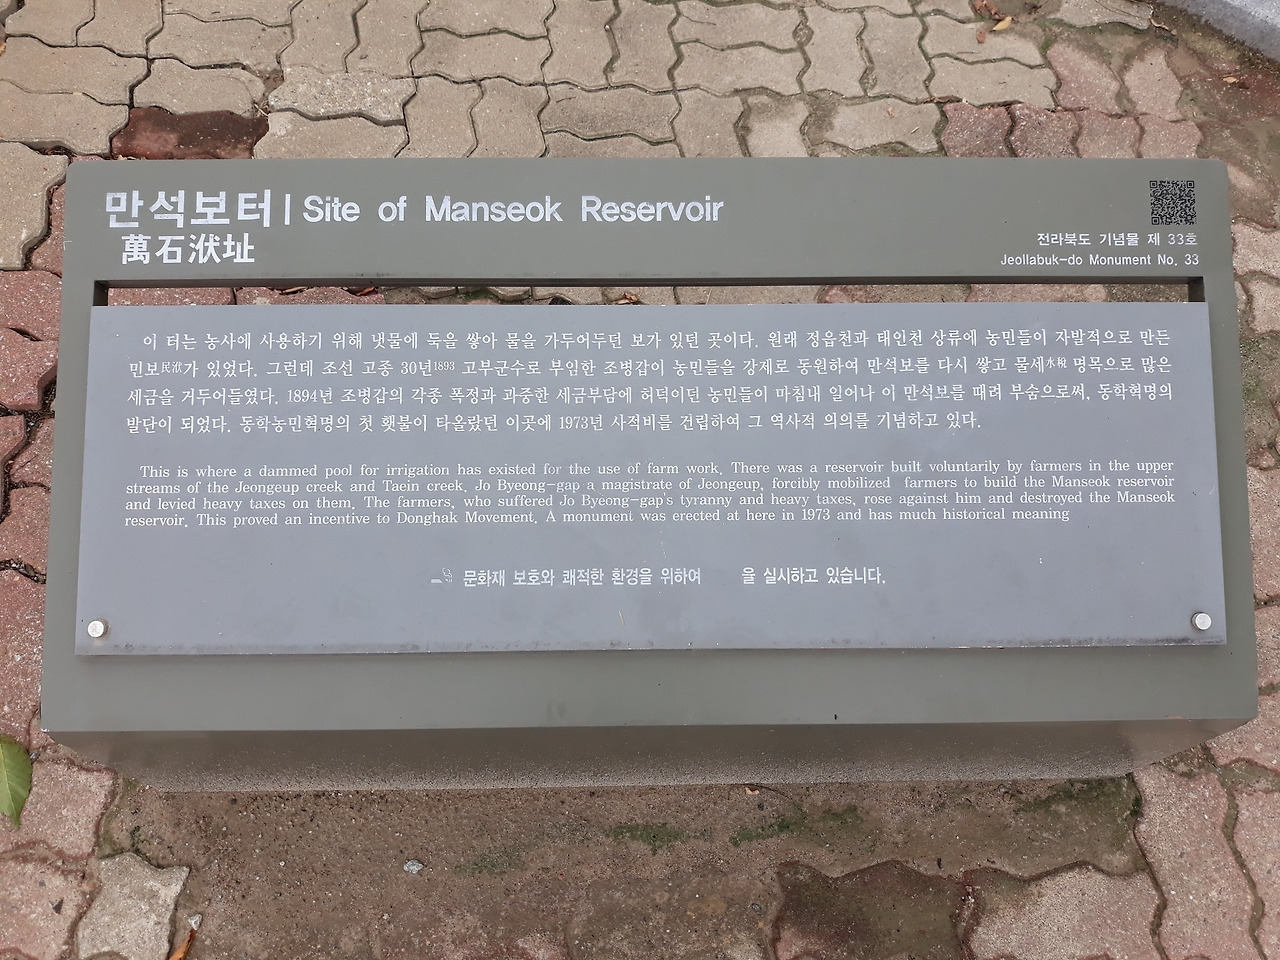 만석보터 | Site of Manseok Reservoir
萬石洑址
전라북도 기념물 제 33호
Jeollabuk-do Monument No. 33
이 터는 농사에 사용하기 위해 냇물에 둑을 쌓아 물을 가두어두던 보가 있던 곳이다. 원래 정읍천과 태인천 상류에 농민들이 자발적으로 만든
민보民洑가 있었다. 그런데 조선 고종 30년1893 고부군수로 부임한 조병갑이 농민들을 강제로 동원하여 만석보를 다시 쌓고 물세水稅 명목으로 많은
세금을 거두어들였다. 1894년 조병갑의 각종 폭정과 과중한 세금부담에 허덕이던 농민들이 마침내 일어나 이 만석보를 때려 부숨으로써, 동학혁명의
발단이 되었다. 동학농민혁명의 첫 횃불이 타올랐던 이곳에 1973년 사적비를 건립하여 그 역사적 의의를 기념하고 있다.
This is where a dammed pool for irrigation has existed for the use of farm work. There was a reservoir built voluntarily by farmers in the upper
streams of the Jeongeup creek and Taein creek. Jo Byeong-gap a magistrate of Jeongeup, forcibly mobilized farmers to build the Manseok reservoir
and levied heavy taxes on them. The farmers, who suffered Jo Byeong-gap's tyranny and heavy taxes, rose against him and destroyed the Manseok
reservoir. This proved an incentive to Donghak Movement. A monument was erected at here in 1973 and has much historical meaning
문화재 보호와 쾌적한 환경을 위하여 을 실시하고 있습니다.